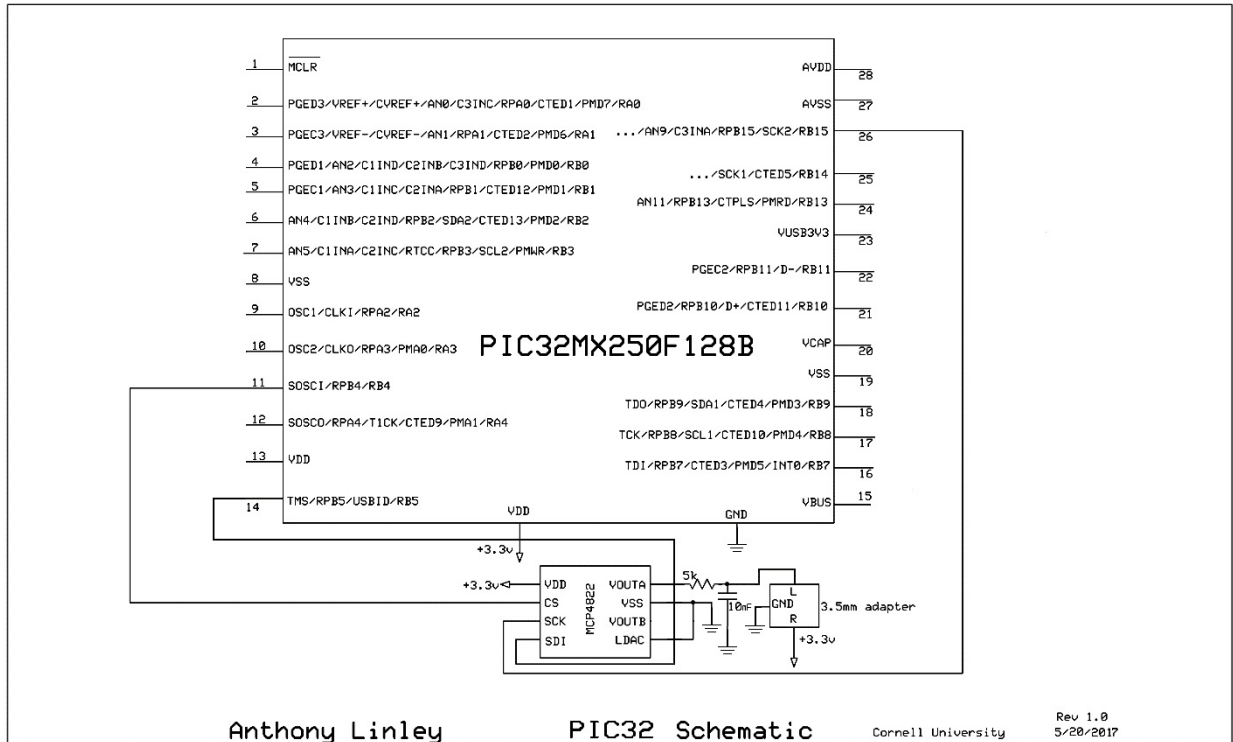 1 MCLR
2 PGED3/VREF+/CVREF+/AN0/C3INC/RPA0/CTED1/PMD7/RA0
3 PGEC3/VREF-/CVREF-/AN1/RPA1/CTED2/PMD6/RA1
4 PGED1/AN2/C1IND/C2INB/C3IND/RPB0/PMD0/RB0
5 PGEC1/AN3/C1INC/C2INA/RPB1/CTED12/PMD1/RB1
6 AN4/C1INB/C2IND/RPB2/SDA2/CTED13/PMD2/RB2
7 AN5/C1INA/C2INC/RTCC/RPB3/SCL2/PMWR/RB3
8 VSS
9 OSC1/CLKI/RPA2/RA2
10 OSC2/CLKO/RPA3/PMA0/RA3
11 SOSCI/RPB4/RB4
12 SOSCO/RPA4/T1CK/CTED9/PMA1/RA4
13 VDD
14 TMS/RPB5/USBID/RB5
AVDD 28
AVSS 27
.../AN9/C3INA/RPB15/SCK2/RB15 26
.../SCK1/CTED5/RB14 25
AN11/RPB13/CTPLS/PMRD/RB13 24
VUSB3V3 23
PGEC2/RPB11/D-/RB11 22
PGED2/RPB10/D+/CTED11/RB10 21
VCAP 20
VSS 19
TDO/RPB9/SDA1/CTED4/PMD3/RB9 18
TCK/RPB8/SCL1/CTED10/PMD4/RB8 17
TDI/RPB7/CTED3/PMD5/INT0/RB7 16
VBUS 15
PIC32MX250F128B
VDD
GND
+3.3v
+3.3v
VDD
CS
SCK
SDI
MCP4822
VOUTA
VSS
VOUTB
LDAC
5k
10nF
L
GND
R
3.5mm adapter
+3.3v
Anthony Linley
PIC32 Schematic
Cornell University
Rev 1.0
5/20/2017